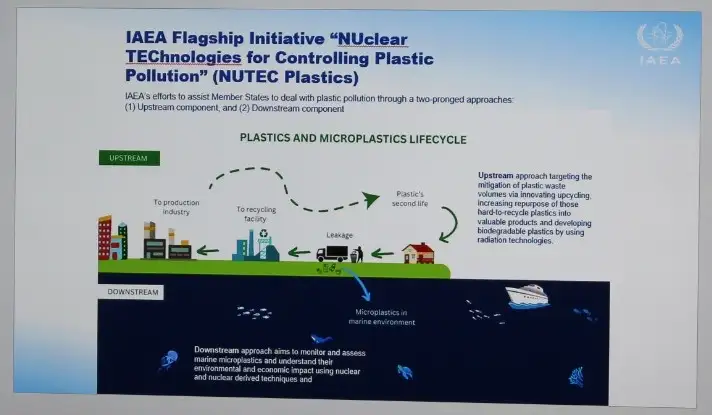 IAEA Flagship Initiative “NUclear
TEChnologies for Controlling Plastic
Pollution” (NUTEC Plastics)
IAEA
IAEA's efforts to assist Member States to deal with plastic pollution through a two-pronged approaches:
(1) Upstream component, and (2) Downstream component
PLASTICS AND MICROPLASTICS LIFECYCLE
UPSTREAM
To production
industry
To recycling
facility
Leakage
Plastic's
second life
Upstream approach targeting the
mitigation of plastic waste
volumes via innovating upcycling,
increasing repurpose of those
hard-to-recycle plastics into
valuable products and developing
biodegradable plastics by using
radiation technologies.
DOWNSTREAM
Microplastics in
marine environment
Downstream approach aims to monitor and assess
marine microplastics and understand their
environmental and economic impact using nuclear
and nuclear derived techniques and